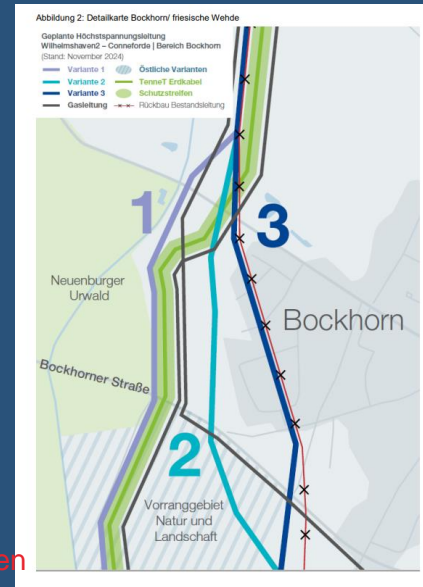 Abbildung 2: Detailkarte Bockhorn/ friesische Wehde
Geplante Höchstspannungsleitung
Wilhelmshaven2 – Conneforde | Bereich Bockhorn
(Stand: November 2024)
Variante 1
Östliche Varianten
Variante 2
TenneT Erdkabel
Variante 3
Schutzstreifen
Gasleitung
Rückbau Bestandsleitung
1
3
Neuenburger
Urwald
Bockhorn
Bockhorner Straße
2
Vorranggebiet
Natur und
Landschaft
en